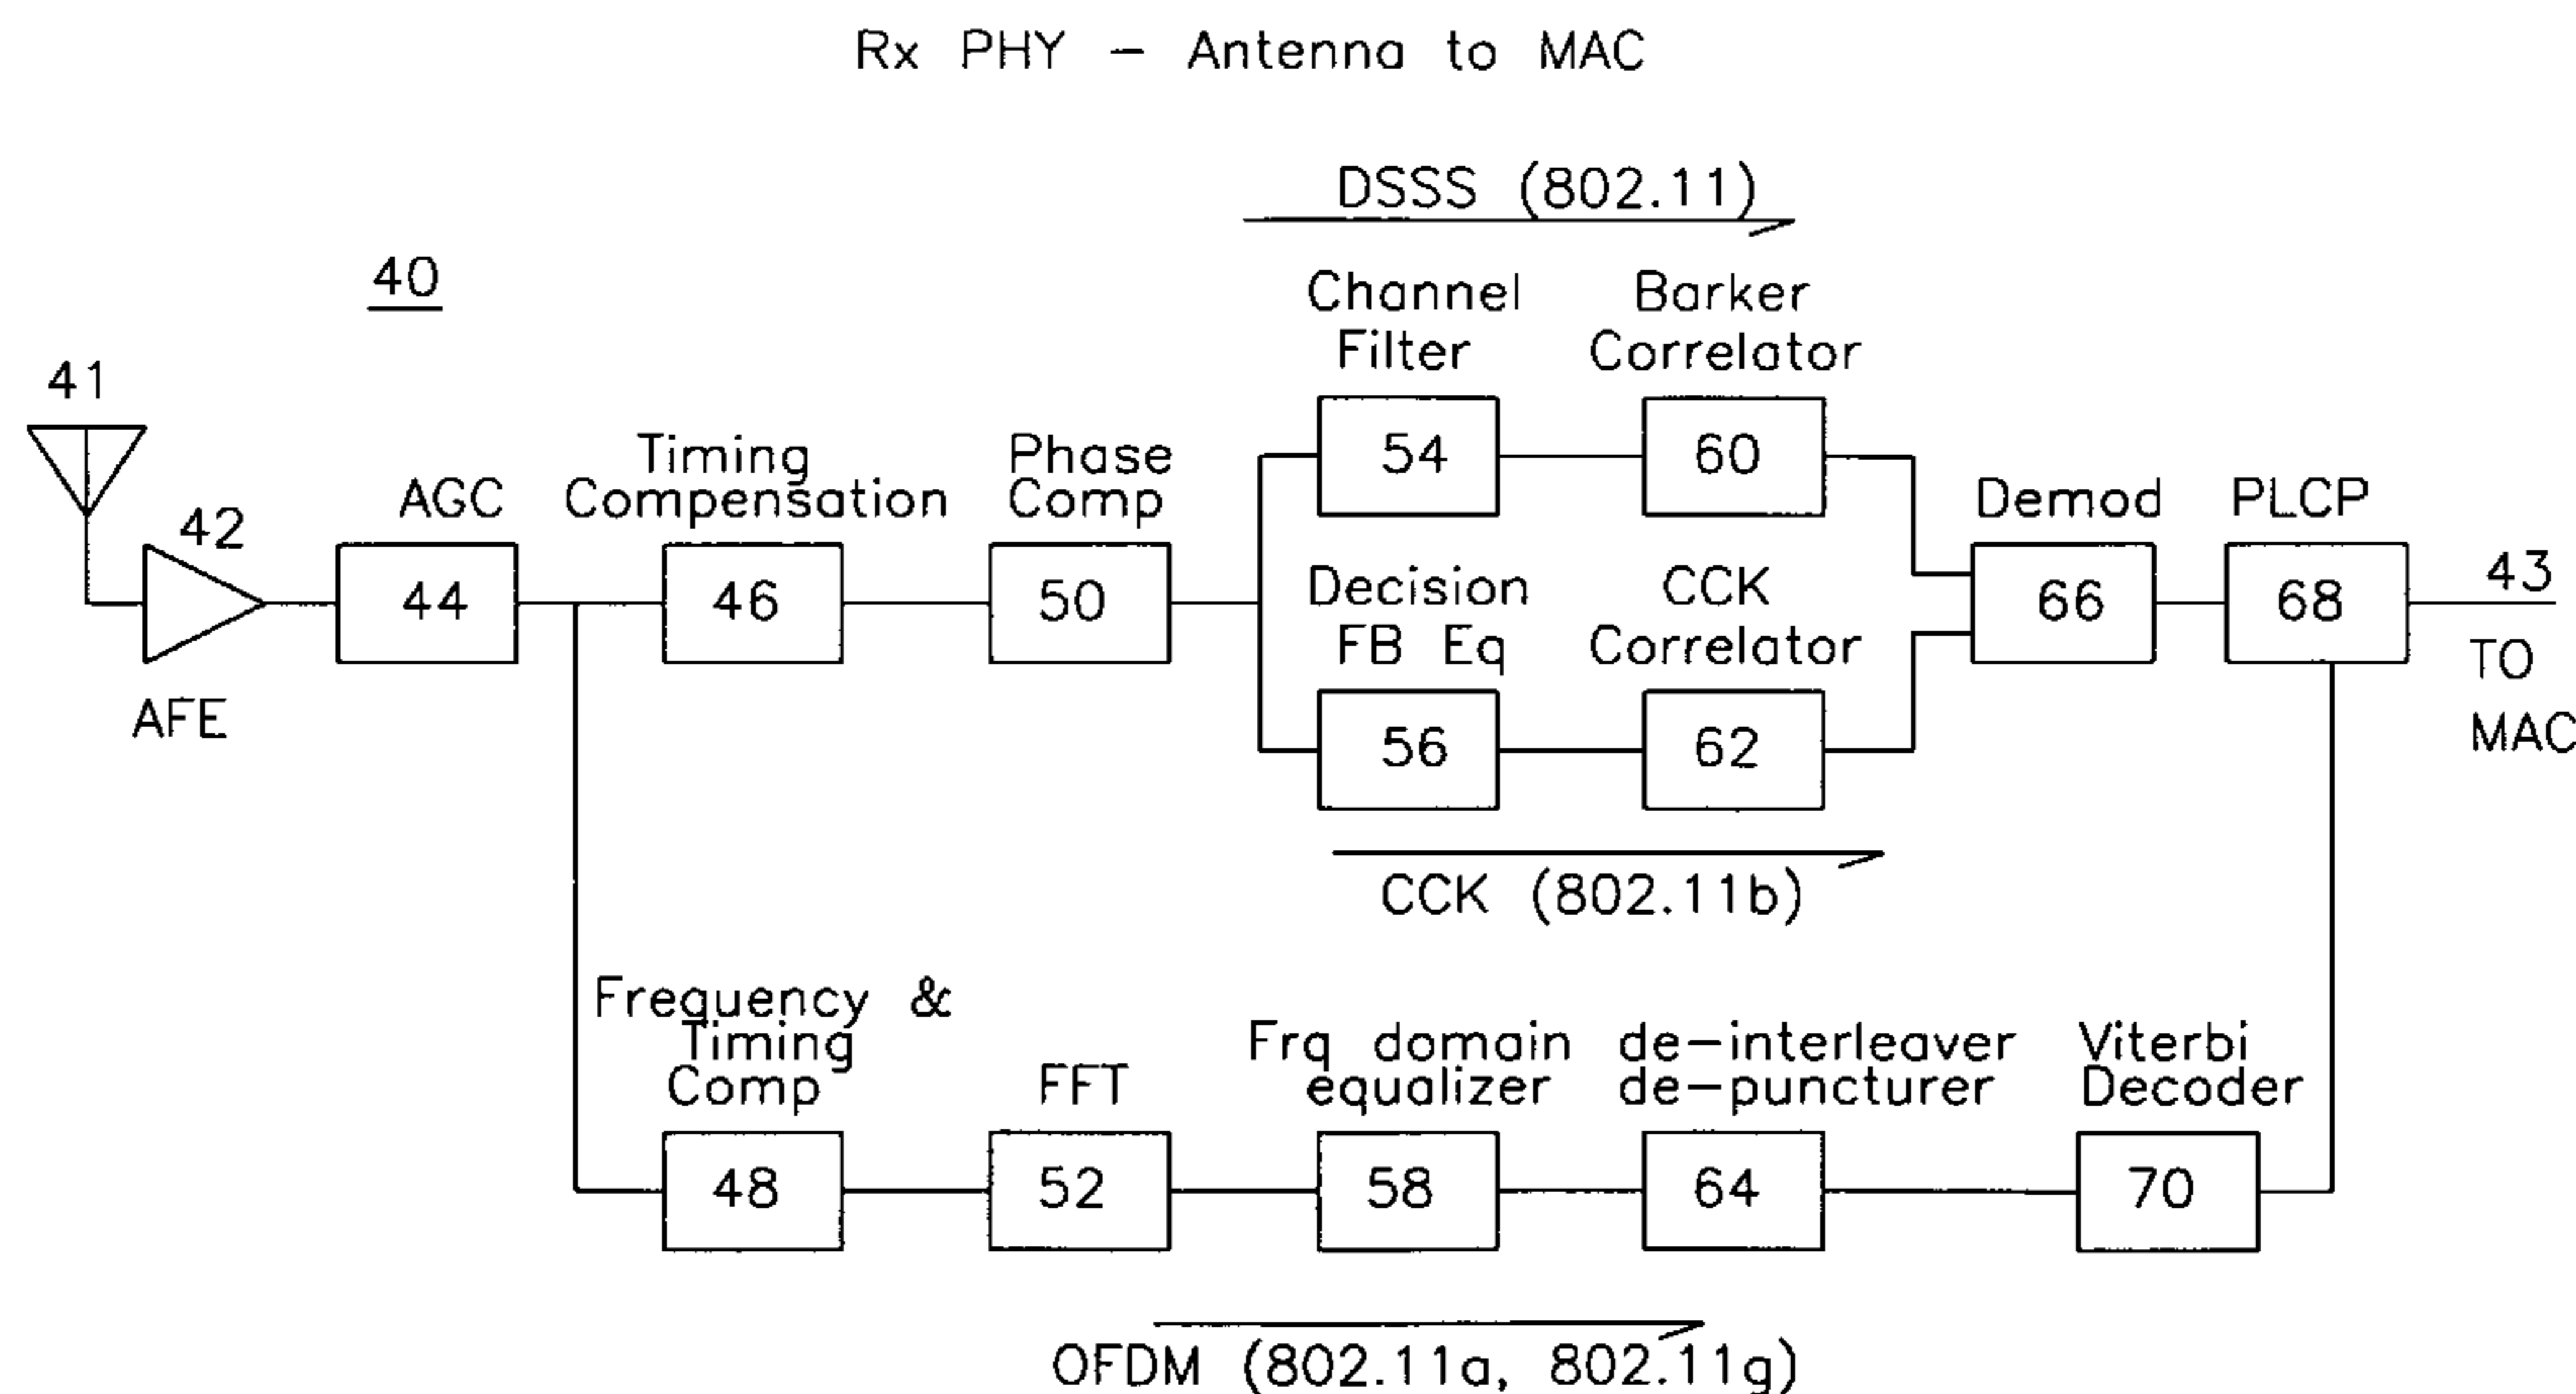 Rx PHY – Antenna to MAC
DSSS (802.11)
40
Channel
Filter
Barker
Correlator
41
42
AFE
AGC
44
Timing
Compensation
46
Phase
Comp
50
54
60
Decision
FB Eq
56
CCK
Correlator
62
CCK (802.11b)
Demod
66
PLCP
68
43
TO
MAC
Frequency &
Timing
Comp
48
FFT
52
Frq domain
equalizer
58
de-interleaver
de-puncturer
64
Viterbi
Decoder
70
OFDM (802.11a, 802.11g)